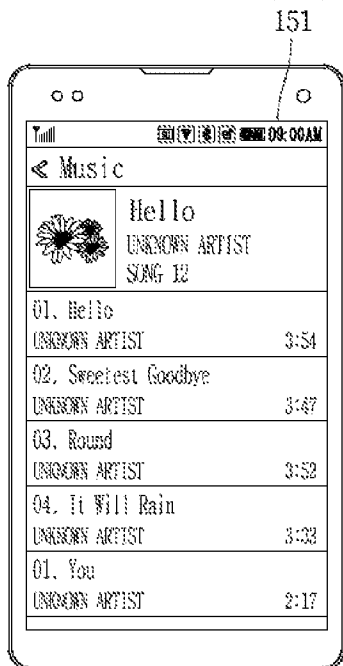 151
09:00AM
Music
Hello
UNKNOWN ARTIST
SONG 12
01. Hello
UNKNOWN ARTIST 3:54
02. Sweetest Goodbye
UNKNOWN ARTIST 3:47
03. Round
UNKNOWN ARTIST 3:52
04. It Will Rain
UNKNOWN ARTIST 3:33
01. You
UNKNOWN ARTIST 2:17